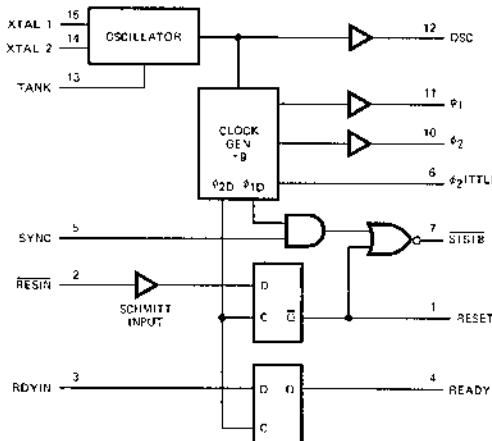 XTAL 1 15
XTAL 2 14
TANK 13
OSCILLATOR
12 OSC
11 φ1
10 φ2
6 φ2(TTL)
CLOCK
GEN
÷9
φ2D φ1D
SYNC 5
7 STSTB
RESIN 2
SCHMITT
INPUT
D
C Q
1 RESET
RDYIN 3
D Q
C
4 READY